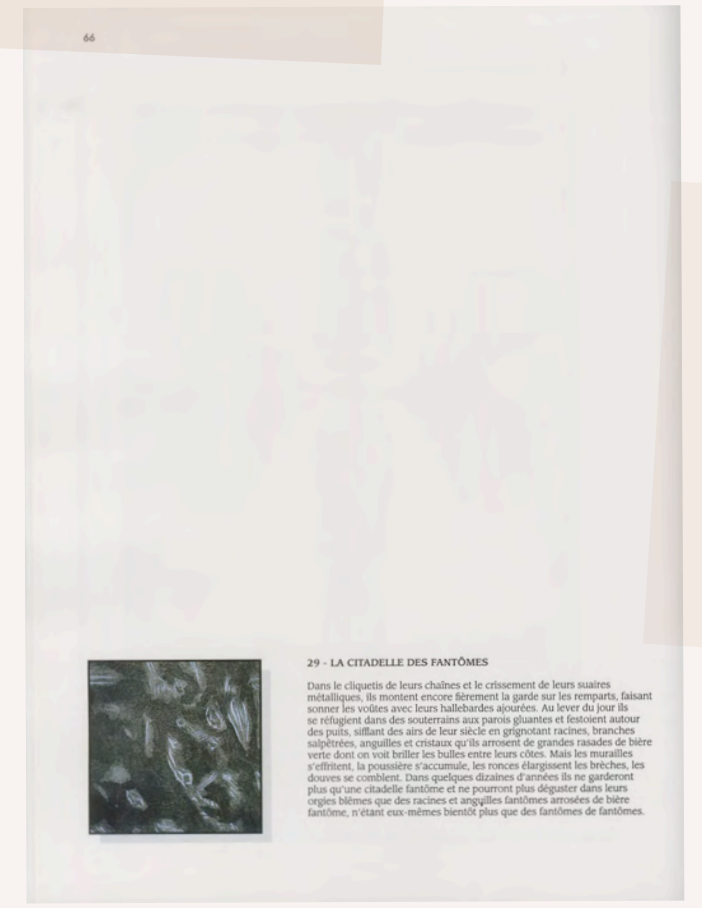 66
29 - LA CITADELLE DES FANTÔMES
Dans le cliquetis de leurs chaînes et le crissement de leurs suaires
métalliques, ils montent encore fièrement la garde sur les remparts, faisant
sonner les voûtes avec leurs hallebardes ajourées. Au lever du jour ils
se réfugient dans des souterrains aux parois gluantes et festoient autour
des puits, sifflant des airs de leur siècle en grignotant racines, branches
salpêtrées, anguilles et cristaux qu'ils arrosent de grandes rasades de bière
verte dont on voit briller les bulles entre leurs côtes. Mais les murailles
s'effritent, la poussière s'accumule, les ronces élargissent les brèches, les
douves se comblent. Dans quelques dizaines d'années ils ne garderont
plus qu'une citadelle fantôme et ne pourront plus déguster dans leurs
orgies blêmes que des racines et anguilles fantômes arrosées de bière
fantôme, n'étant eux-mêmes bientôt plus que des fantômes de fantômes.